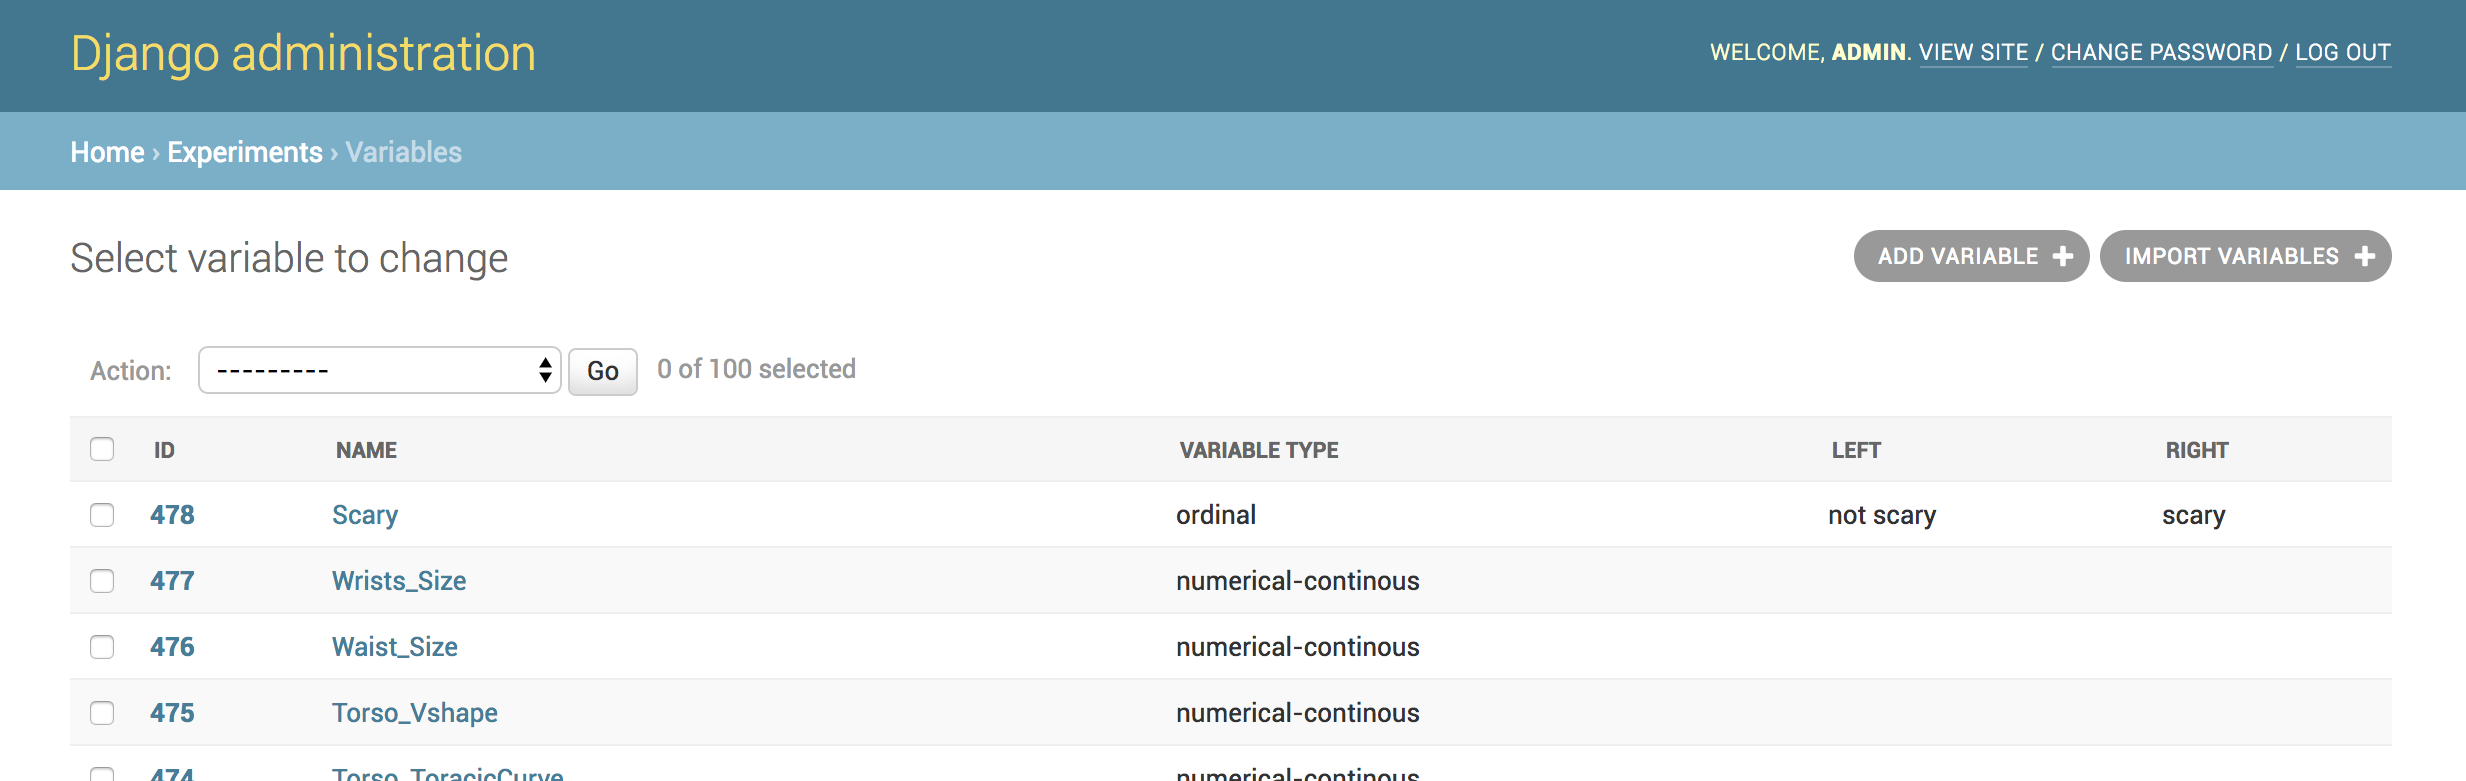 Django administration
WELCOME, ADMIN. VIEW SITE / CHANGE PASSWORD / LOG OUT
Home › Experiments › Variables
Select variable to change
ADD VARIABLE +
IMPORT VARIABLES +
Action: --------- Go 0 of 100 selected
ID NAME VARIABLE TYPE LEFT RIGHT
478 Scary ordinal not scary scary
477 Wrists_Size numerical-continous
476 Waist_Size numerical-continous
475 Torso_Vshape numerical-continous
474 Torso_ToracicCurve numerical-continous